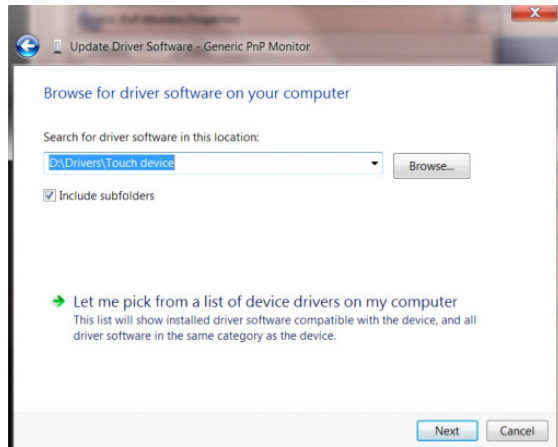 Update Driver Software - Generic PnP Monitor
Browse for driver software on your computer
Search for driver software in this location:
D:\Drivers\Touch device
Browse...
Include subfolders
Let me pick from a list of device drivers on my computer
This list will show installed driver software compatible with the device, and all
driver software in the same category as the device.
Next
Cancel